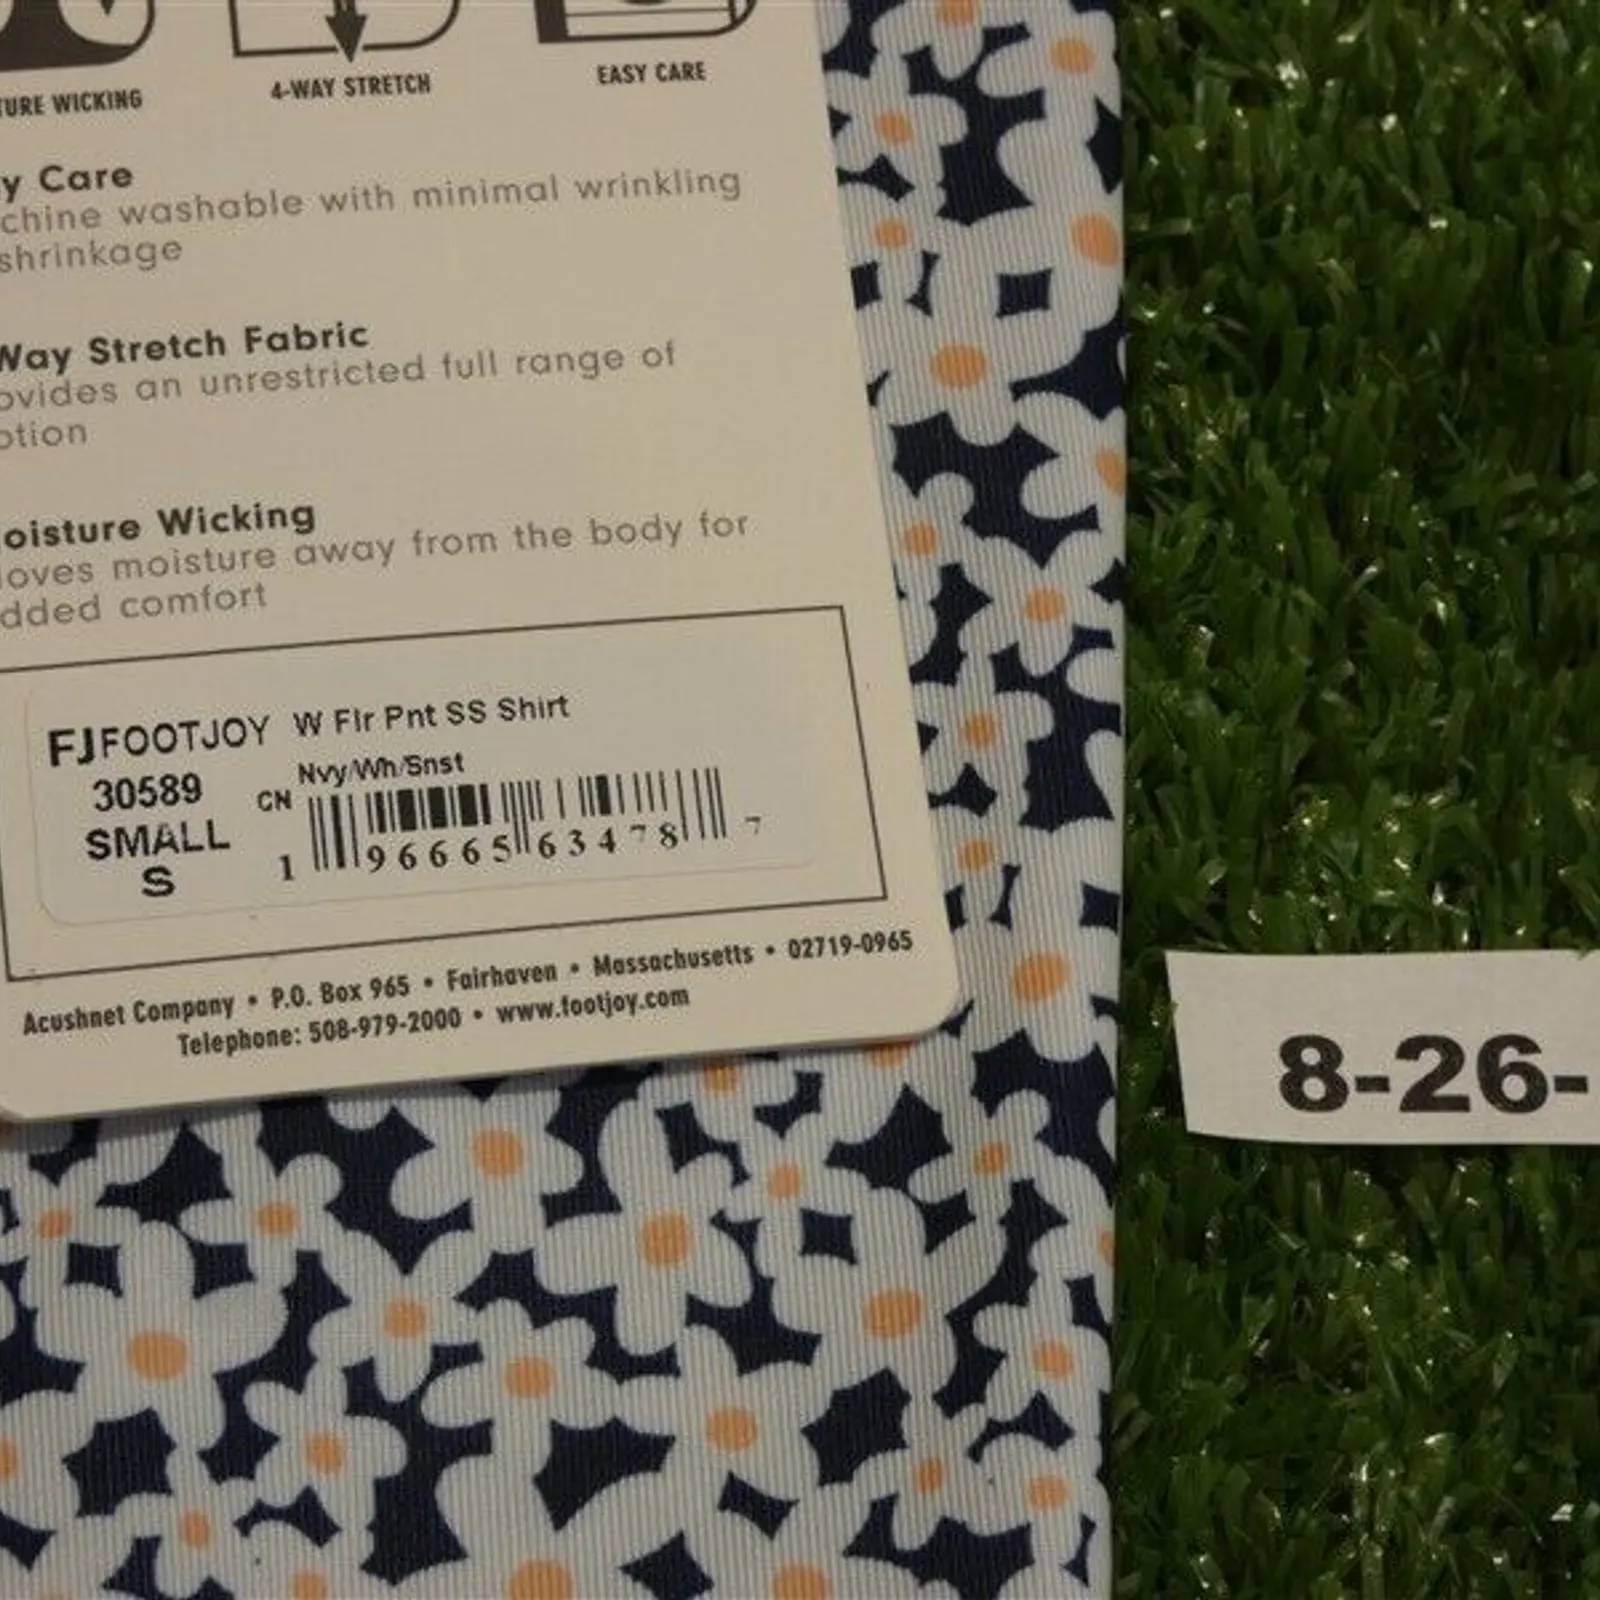 TURE WICKING
4-WAY STRETCH
EASY CARE
y Care
chine washable with minimal wrinkling
shrinkage
Way Stretch Fabric
ovides an unrestricted full range of
otion
oisture Wicking
oves moisture away from the body for
dded comfort
FJ FOOTJOY W Flr Pnt SS Shirt
30589 Nvy/Wh/Snst
SMALL CN
S 1 96665 63478 7
Acushnet Company • P.O. Box 965 • Fairhaven • Massachusetts • 02719-0965
Telephone: 508-979-2000 • www.footjoy.com
8-26-